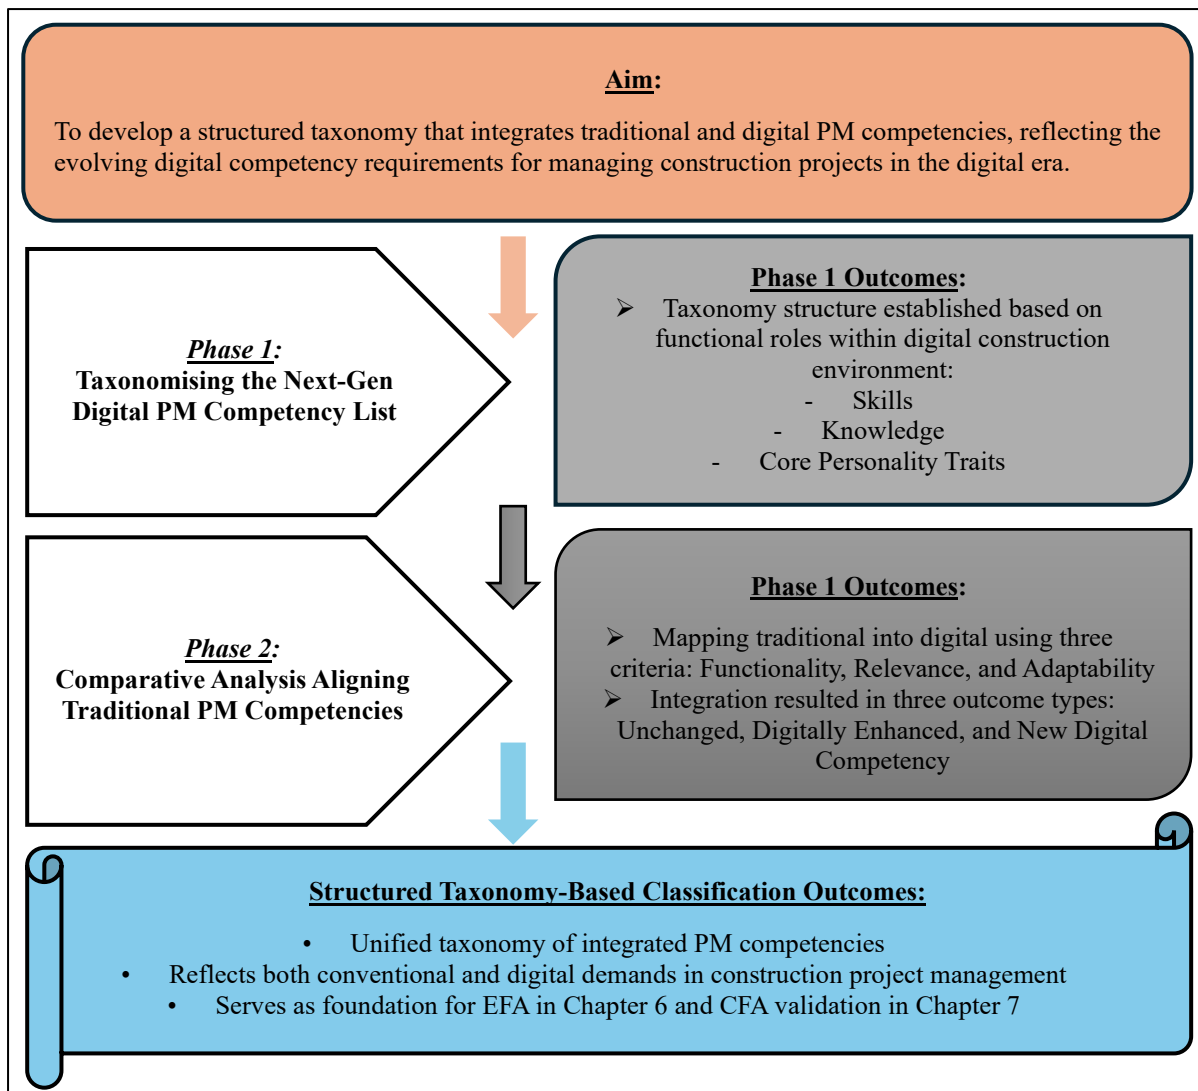 Aim:
To develop a structured taxonomy that integrates traditional and digital PM competencies, reflecting the
evolving digital competency requirements for managing construction projects in the digital era.
Phase 1:
Taxonomising the Next-Gen
Digital PM Competency List
Phase 1 Outcomes:
➢ Taxonomy structure established based on
functional roles within digital construction
environment:
- Skills
- Knowledge
- Core Personality Traits
Phase 2:
Comparative Analysis Aligning
Traditional PM Competencies
Phase 1 Outcomes:
➢ Mapping traditional into digital using three
criteria: Functionality, Relevance, and Adaptability
➢ Integration resulted in three outcome types:
Unchanged, Digitally Enhanced, and New Digital
Competency
Structured Taxonomy-Based Classification Outcomes:
• Unified taxonomy of integrated PM competencies
• Reflects both conventional and digital demands in construction project management
• Serves as foundation for EFA in Chapter 6 and CFA validation in Chapter 7